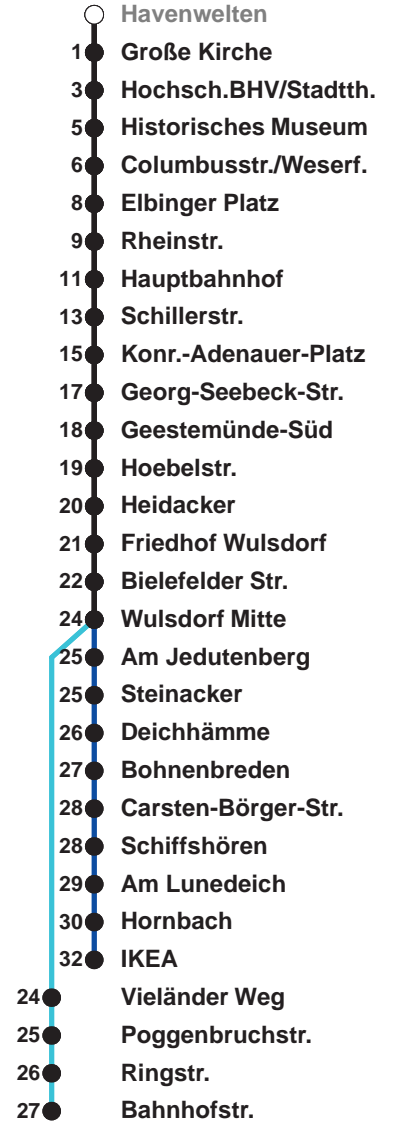 Havenwelten
1 Große Kirche
3 Hochsch.BHV/Stadtth.
5 Historisches Museum
6 Columbusstr./Weserf.
8 Elbinger Platz
9 Rheinstr.
11 Hauptbahnhof
13 Schillerstr.
15 Konr.-Adenauer-Platz
17 Georg-Seebeck-Str.
18 Geestemünde-Süd
19 Hoebelstr.
20 Heidacker
21 Friedhof Wulsdorf
22 Bielefelder Str.
24 Wulsdorf Mitte
25 Am Jedutenberg
25 Steinacker
26 Deichhämme
27 Bohnenbreden
28 Carsten-Börger-Str.
28 Schiffshören
29 Am Lunedeich
30 Hornbach
32 IKEA
24 Vieländer Weg
25 Poggenbruchstr.
26 Ringstr.
27 Bahnhofstr.